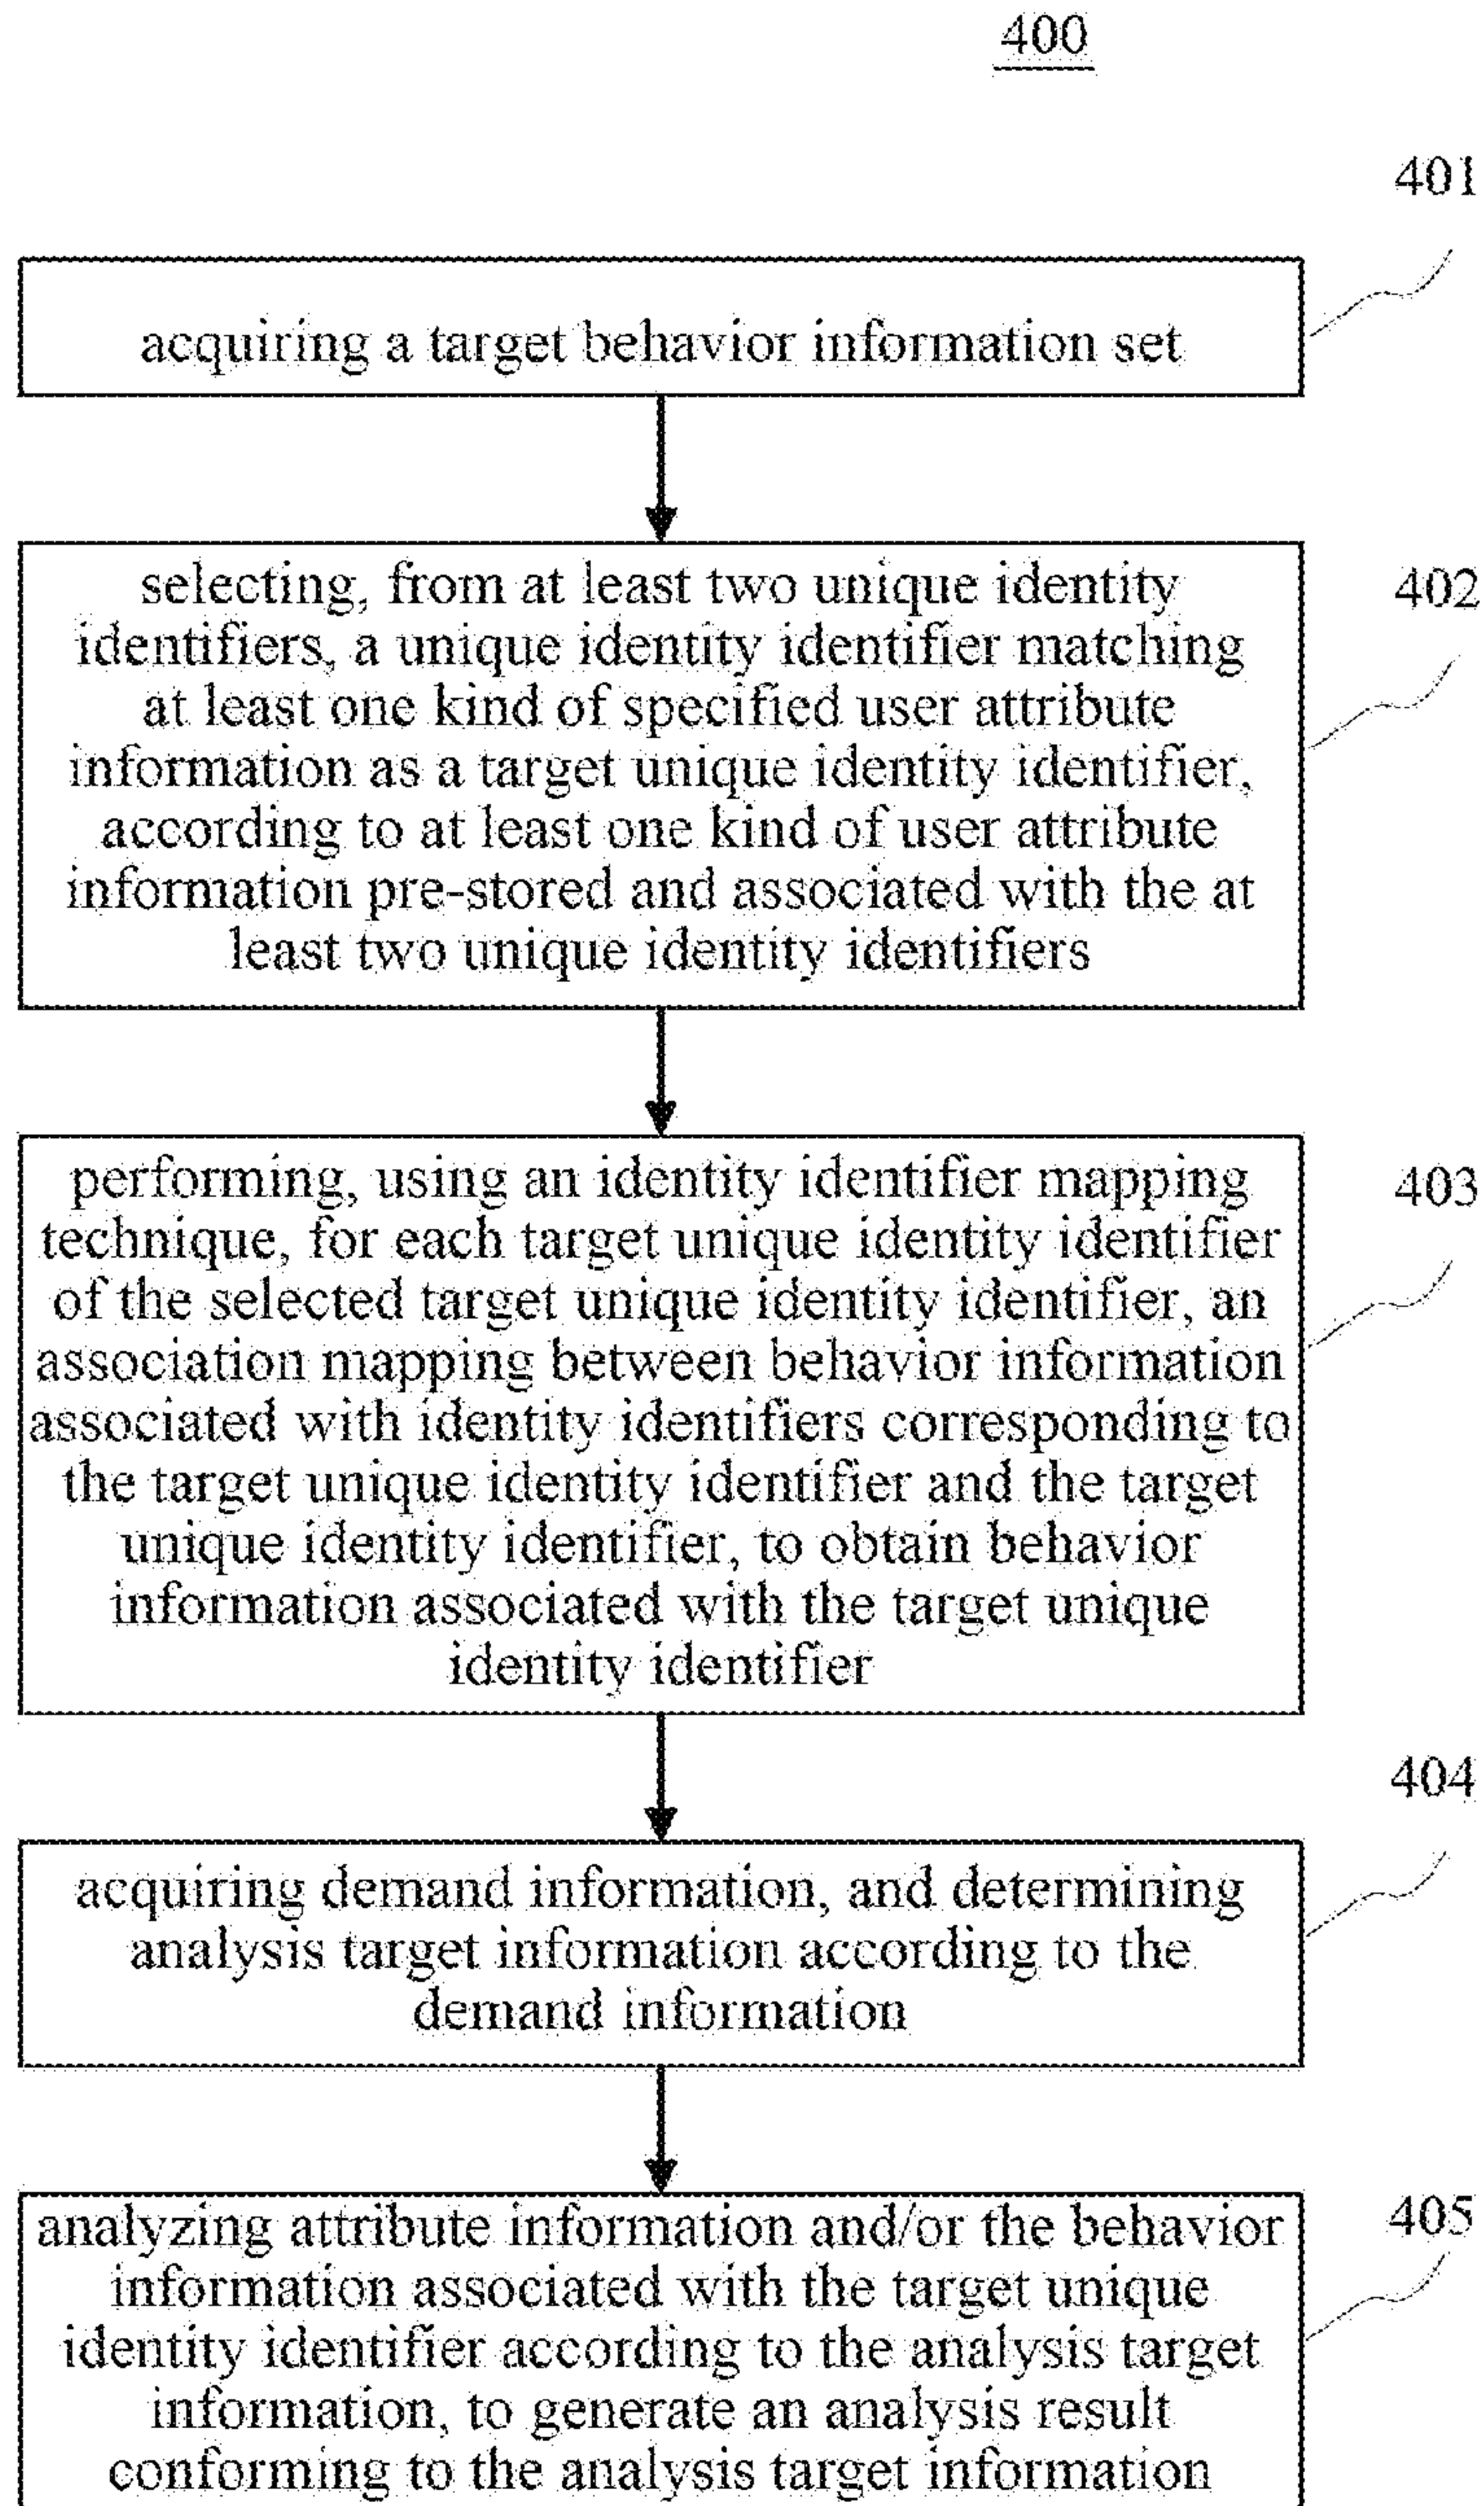 400
401
acquiring a target behavior information set
402
selecting, from at least two unique identity
identifiers, a unique identity identifier matching
at least one kind of specified user attribute
information as a target unique identity identifier,
according to at least one kind of user attribute
information pre-stored and associated with the at
least two unique identity identifiers
403
performing, using an identity identifier mapping
technique, for each target unique identity identifier
of the selected target unique identity identifier, an
association mapping between behavior information
associated with identity identifiers corresponding to
the target unique identity identifier and the target
unique identity identifier, to obtain behavior
information associated with the target unique
identity identifier
404
acquiring demand information, and determining
analysis target information according to the
demand information
405
analyzing attribute information and/or the behavior
information associated with the target unique
identity identifier according to the analysis target
information, to generate an analysis result
conforming to the analysis target information